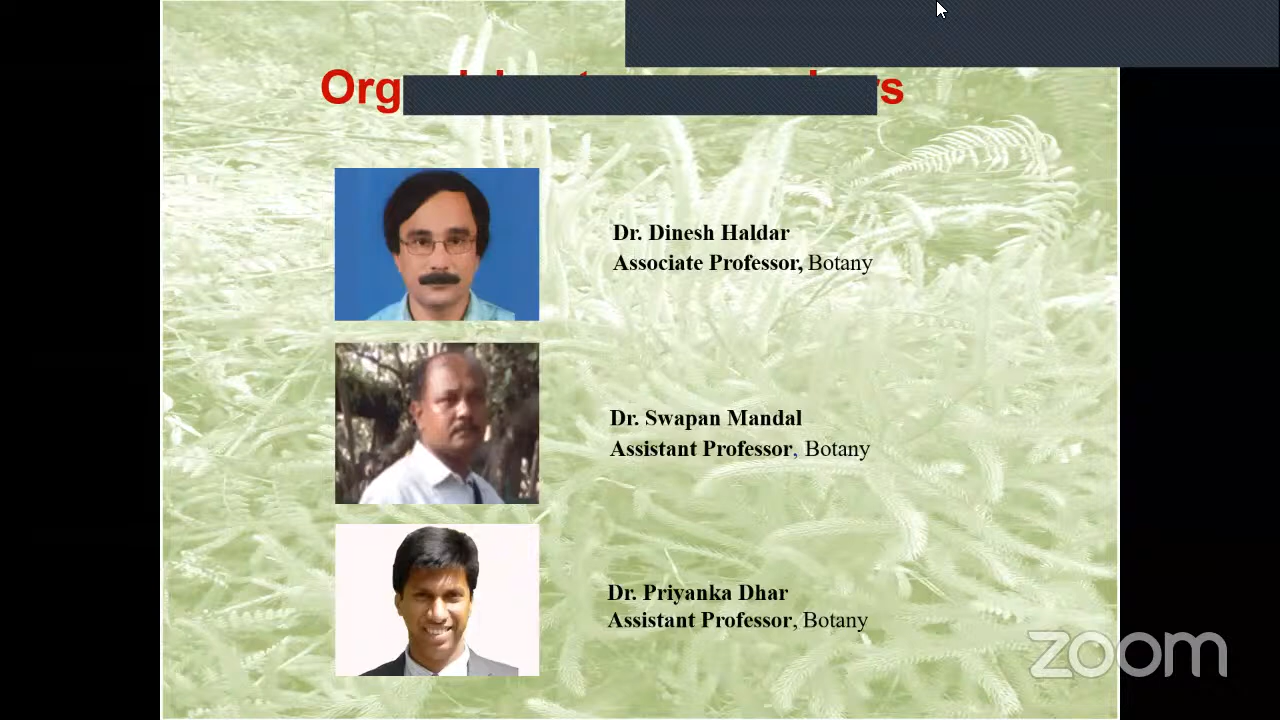 Org rs
Dr. Dinesh Haldar
Associate Professor, Botany
Dr. Swapan Mandal
Assistant Professor, Botany
Dr. Priyanka Dhar
Assistant Professor, Botany
zoom